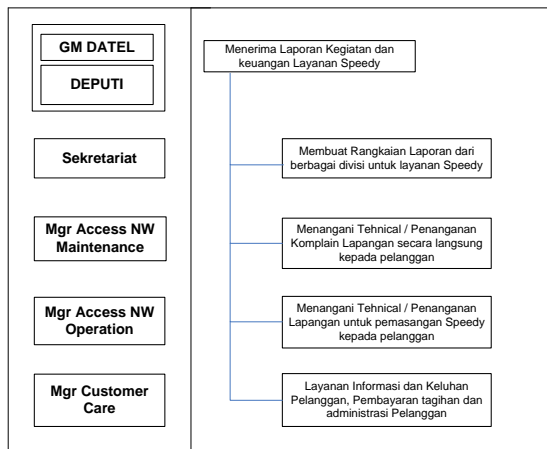 GM DATEL
DEPUTI
Menerima Laporan Kegiatan dan
keuangan Layanan Speedy
Sekretariat
Membuat Rangkaian Laporan dari
berbagai divisi untuk layanan Speedy
Mgr Access NW
Maintenance
Menangani Tehnical / Penanganan
Komplain Lapangan secara langsung
kepada pelanggan
Mgr Access NW
Operation
Menangani Tehnical / Penanganan
Lapangan untuk pemasangan Speedy
kepada pelanggan
Mgr Customer
Care
Layanan Informasi dan Keluhan
Pelanggan, Pembayaran tagihan dan
administrasi Pelanggan